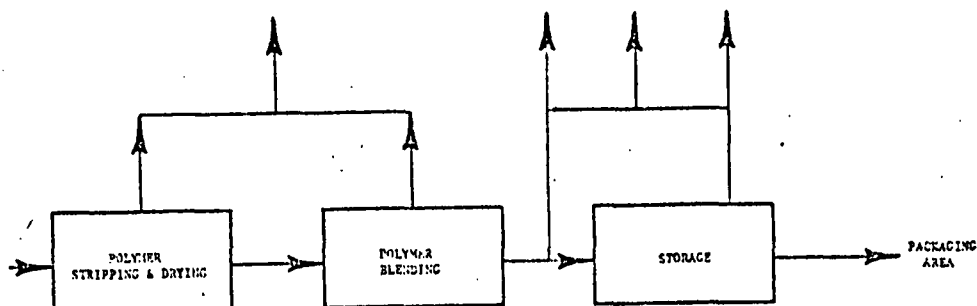 POLYMER
STRIPPING & DRYING
POLYMER
BLENDING
STORAGE
PACKAGING
AREA